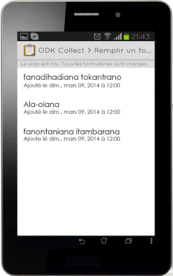 21:43
ODK Collect > Remplir un fo...
Le scan est fini. Tous les formulaires sont chargés.
fanadihadiana tokantrano
Ajouté le dim., mars 09, 2014 à 12:00
Ala-olana
Ajouté le dim., mars 09, 2014 à 12:00
fanontaniana itambarana
Ajouté le dim., mars 09, 2014 à 12:00